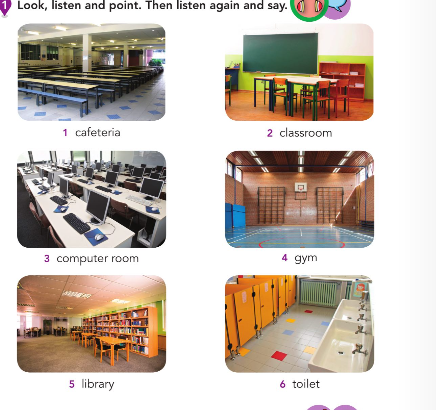 1 Look, listen and point. Then listen again and say.
1 cafeteria
2 classroom
3 computer room
4 gym
5 library
6 toilet